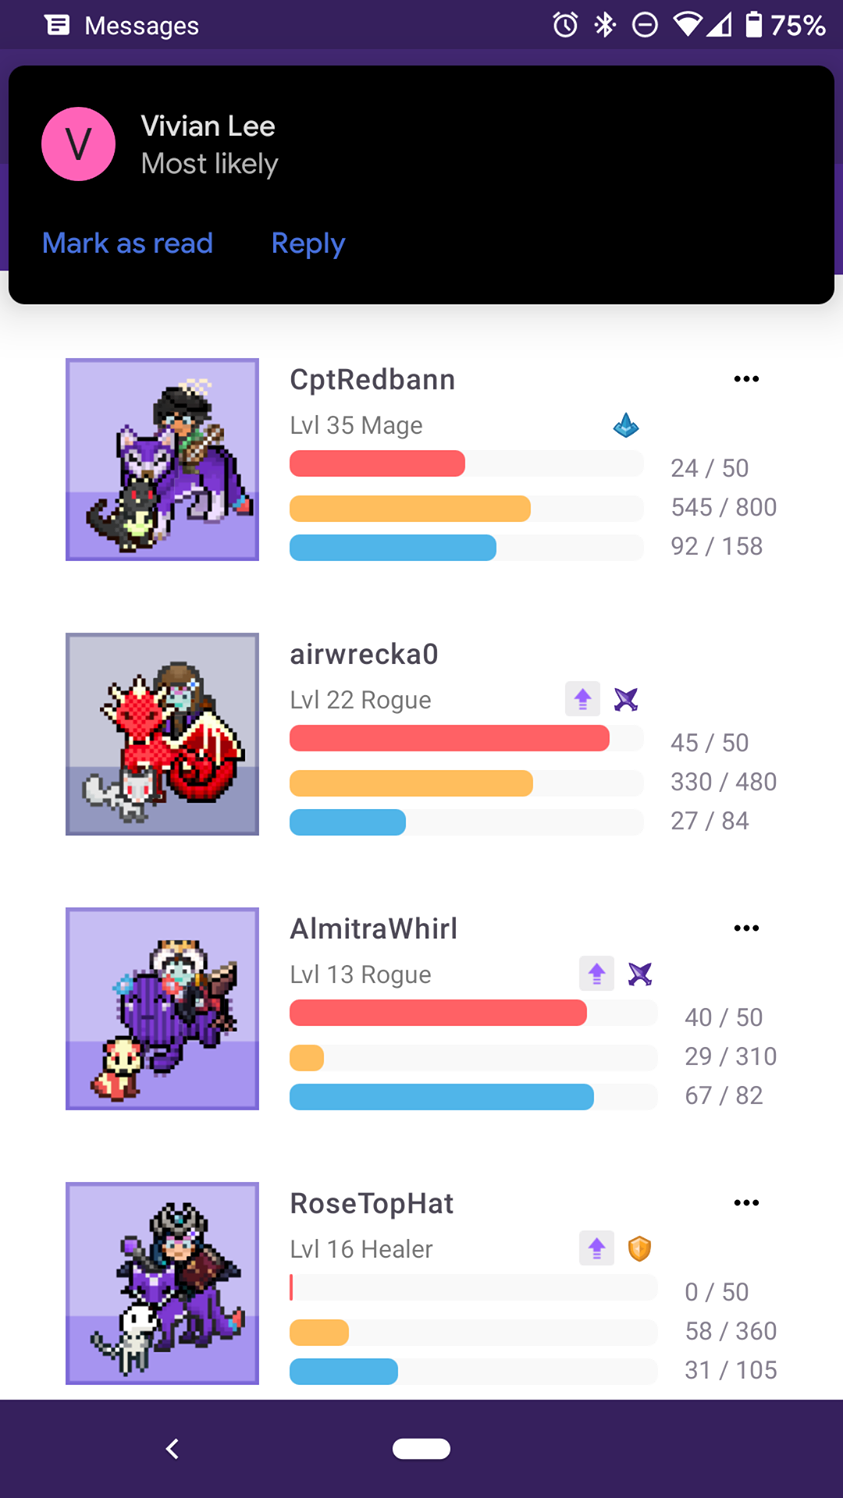 Messages 75%
V
Vivian Lee
Most likely
Mark as read Reply
CptRedbann
Lvl 35 Mage
24 / 50
545 / 800
92 / 158
airwrecka0
Lvl 22 Rogue
45 / 50
330 / 480
27 / 84
AlmitraWhirl
Lvl 13 Rogue
40 / 50
29 / 310
67 / 82
RoseTopHat
Lvl 16 Healer
0 / 50
58 / 360
31 / 105